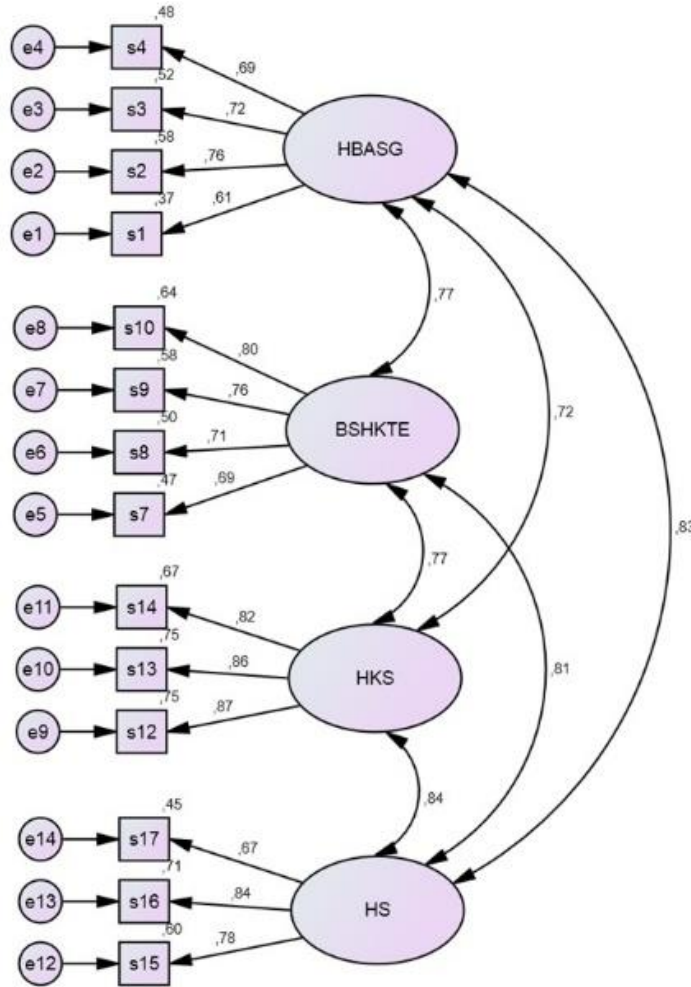 ,48
e4 s4 ,69
,52
e3 s3 ,72
HBASG
,58
e2 s2 ,76
,37
e1 s1 ,61
,77
,64
e8 s10 ,80
,58
e7 s9 ,76
,72
BSHKTE
,50
e6 s8 ,71
,47
e5 s7 ,69
,83
,77
,67
e11 s14 ,82
,75
e10 s13 ,86
HKS
,81
,75
e9 s12 ,87
,84
,45
e14 s17 ,67
,71
e13 s16 ,84
HS
,60
e12 s15 ,78